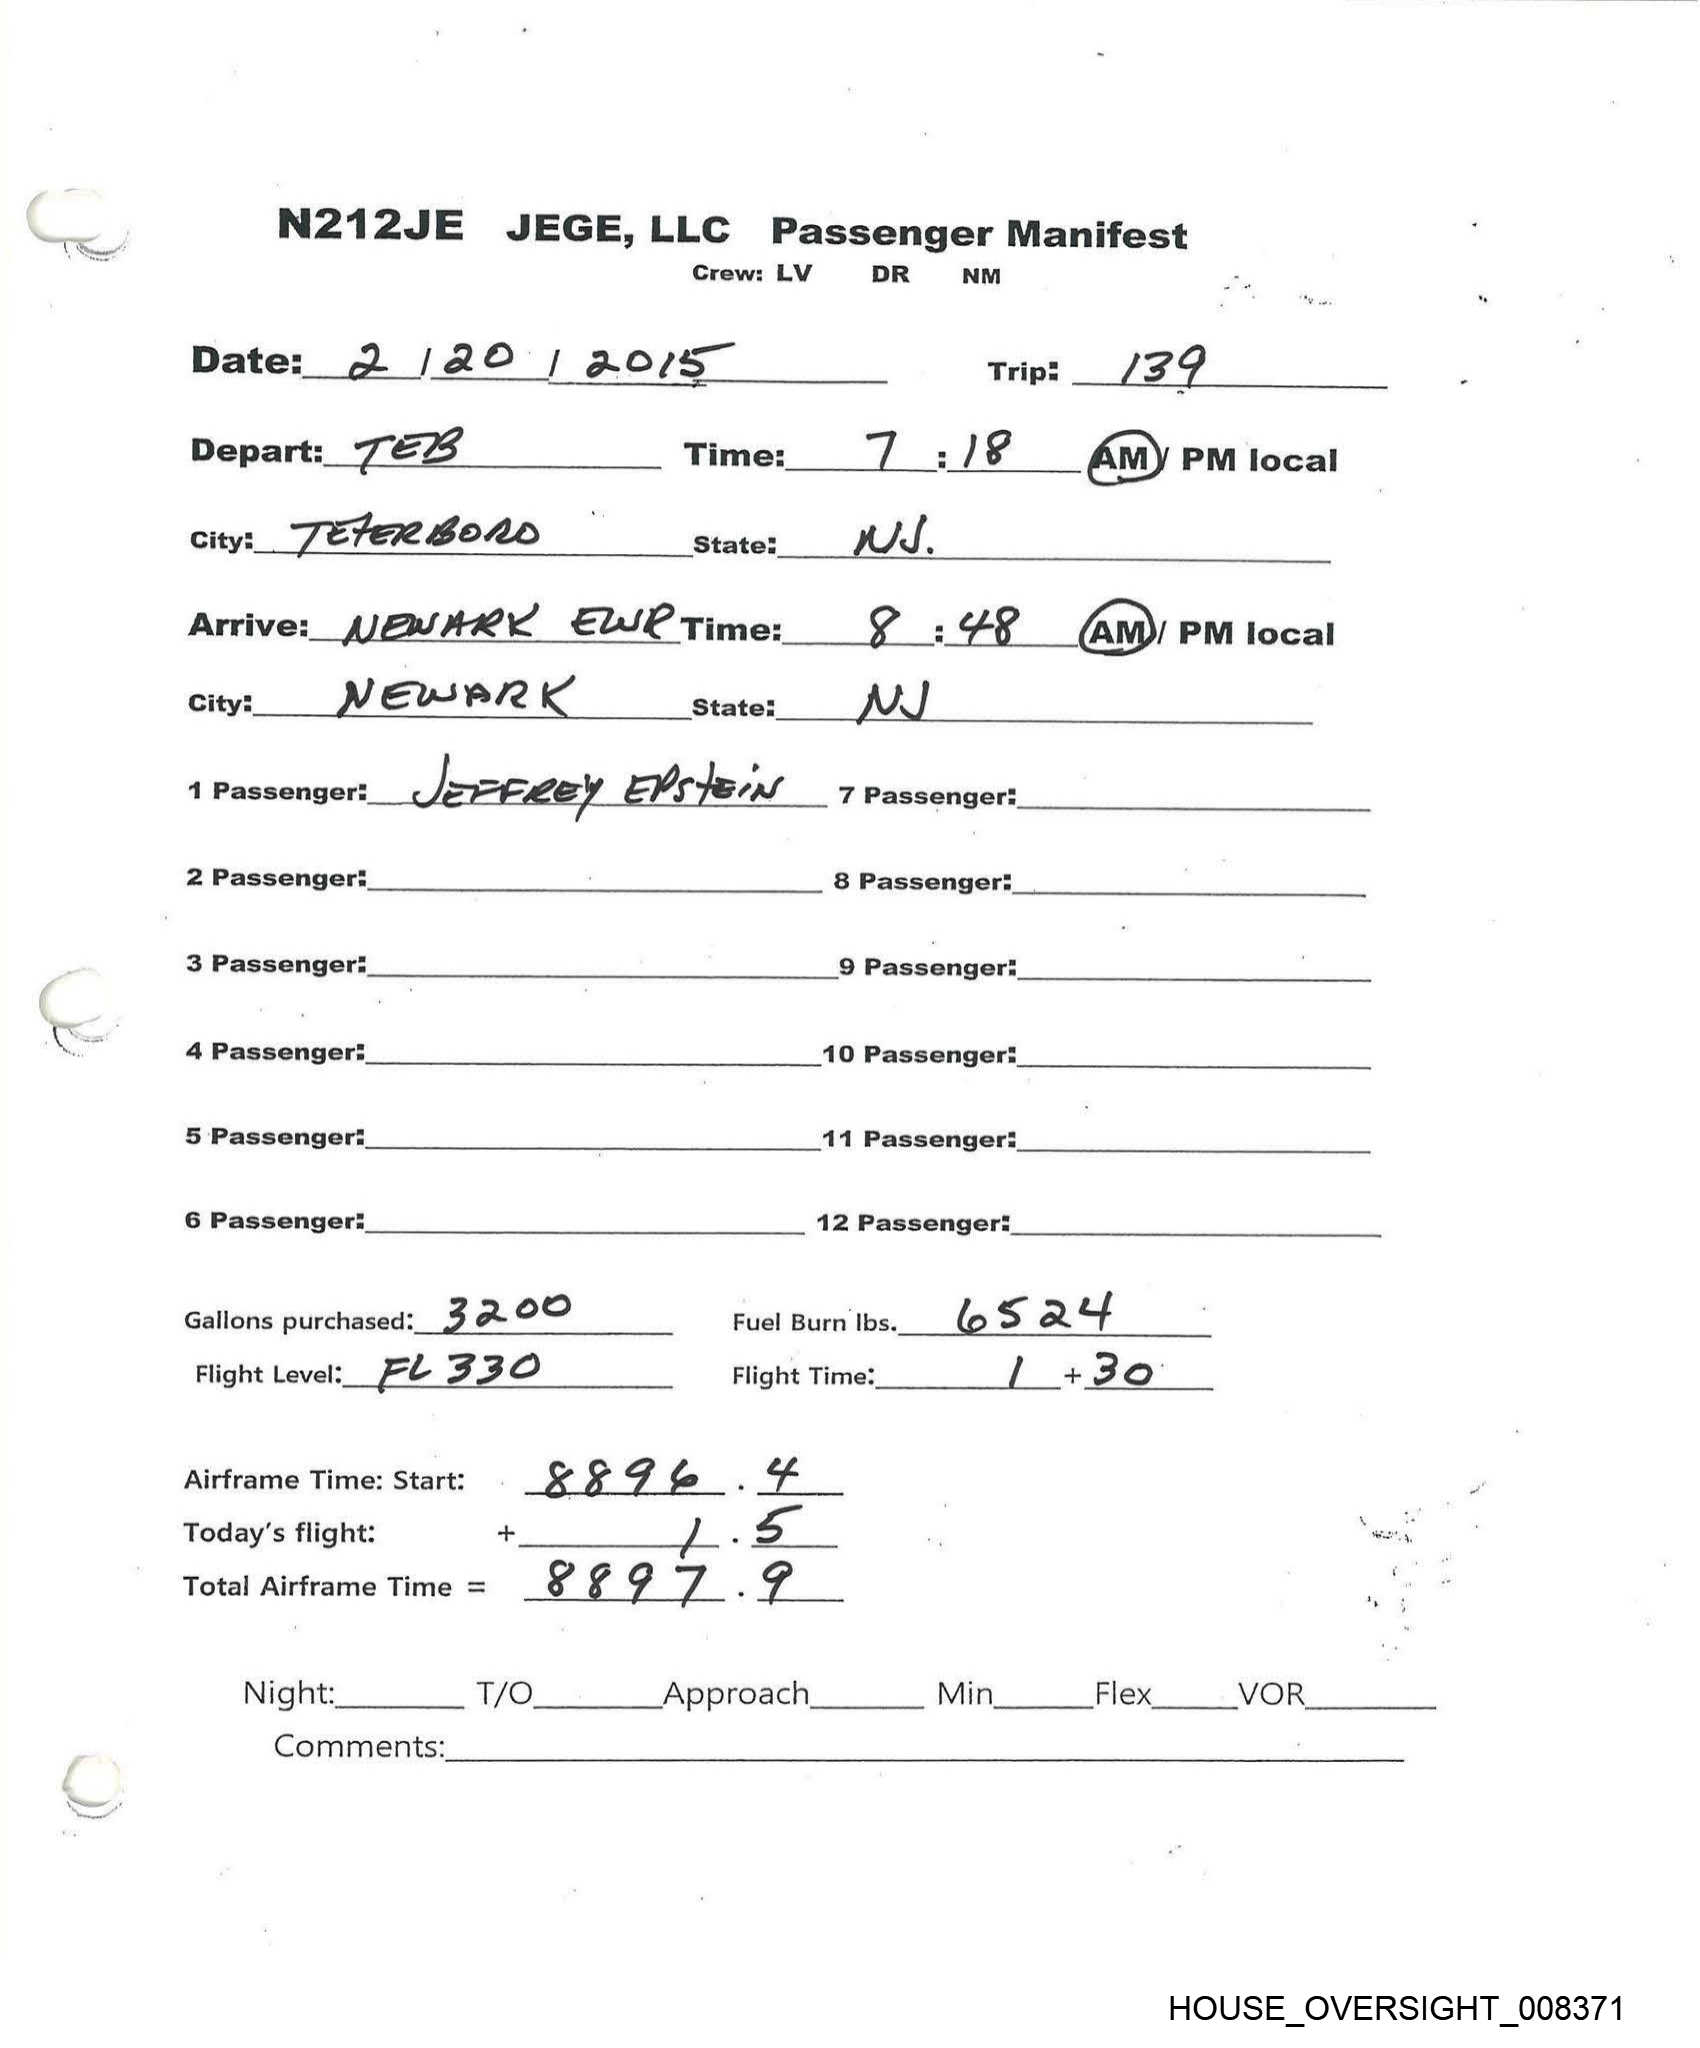 N212JE JEGE, LLC Passenger Manifest
Crew: LV DR NM
Date: 2 / 20 / 2015 Trip: 139
Depart: TEB Time: 7 : 18 AM / PM local
City: TETERBORO State: NJ.
Arrive: NEWARK EWR Time: 8 : 48 AM / PM local
City: NEWARK State: NJ
1 Passenger: JEFFREY EPSTEIN 7 Passenger:
2 Passenger: 8 Passenger:
3 Passenger: 9 Passenger:
4 Passenger: 10 Passenger:
5 Passenger: 11 Passenger:
6 Passenger: 12 Passenger:
Gallons purchased: 3200 Fuel Burn lbs. 6524
Flight Level: FL 330 Flight Time: 1 + 30
Airframe Time: Start: 8896 . 4
Today's flight: + 1 . 5
Total Airframe Time = 8897 . 9
Night: T/O Approach Min Flex VOR
Comments:
HOUSE_OVERSIGHT_008371